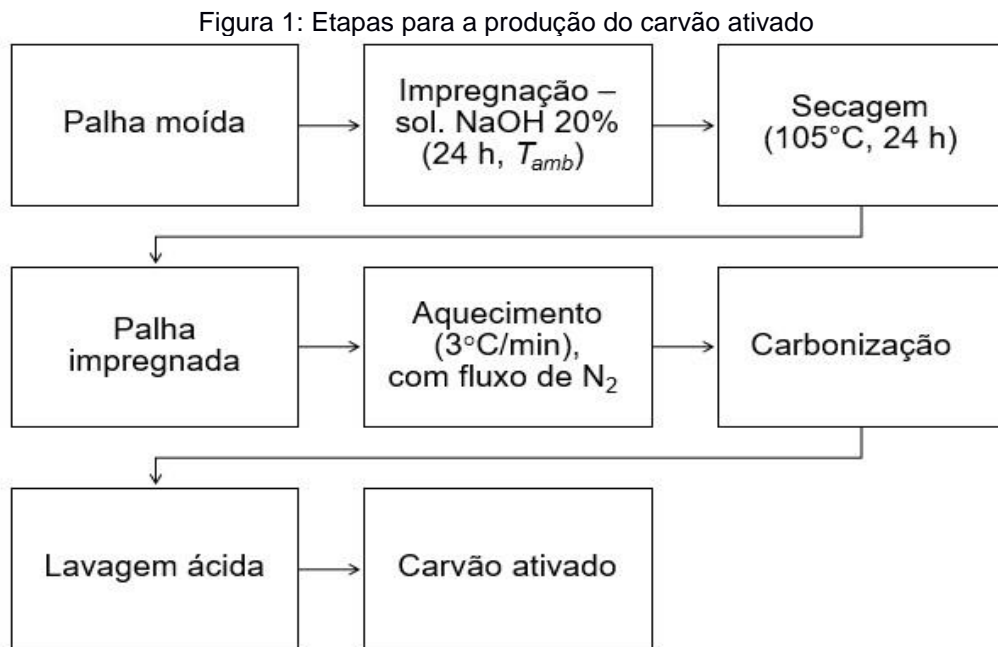 Figura 1: Etapas para a produção do carvão ativado
Palha moída
Impregnação –
sol. NaOH 20%
(24 h, Tamb)
Secagem
(105°C, 24 h)
Palha
impregnada
Aquecimento
(3°C/min),
com fluxo de N₂
Carbonização
Lavagem ácida
Carvão ativado